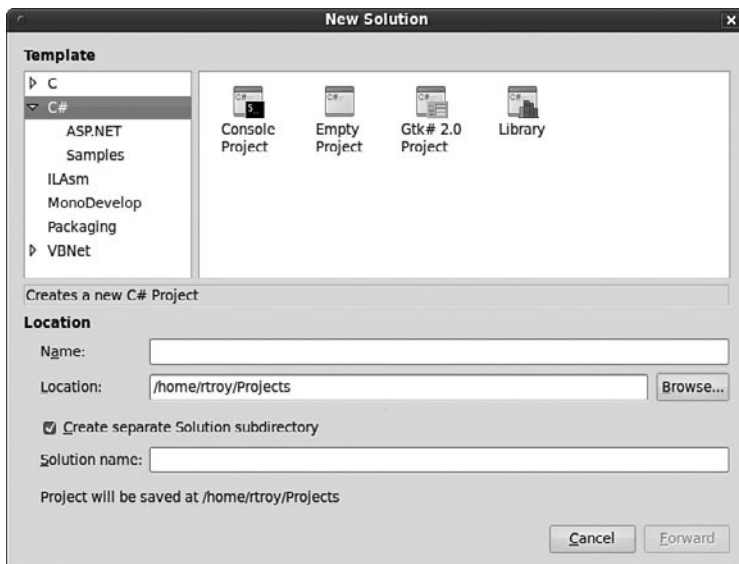 New Solution
Template
C
C#
ASP.NET
Samples
ILAsm
MonoDevelop
Packaging
VBNet
Console
Project
Empty
Project
Gtk# 2.0
Project
Library
Creates a new C# Project
Location
Name:
Location: /home/rtroy/Projects Browse...
Create separate Solution subdirectory
Solution name:
Project will be saved at /home/rtroy/Projects
Cancel Forward